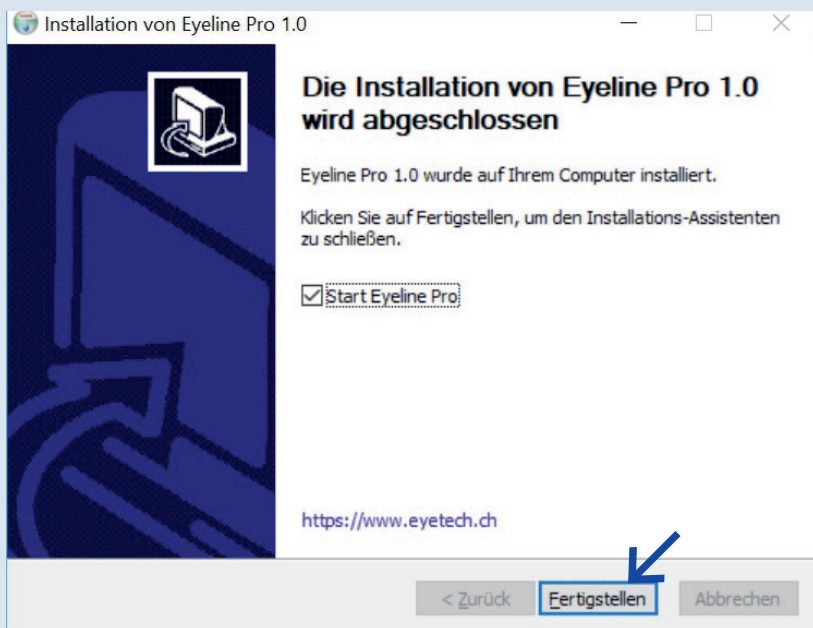 Installation von Eyeline Pro 1.0
Die Installation von Eyeline Pro 1.0
wird abgeschlossen
Eyeline Pro 1.0 wurde auf Ihrem Computer installiert.
Klicken Sie auf Fertigstellen, um den Installations-Assistenten
zu schließen.
Start Eyeline Pro
https://www.eyetech.ch
< Zurück Fertigstellen Abbrechen